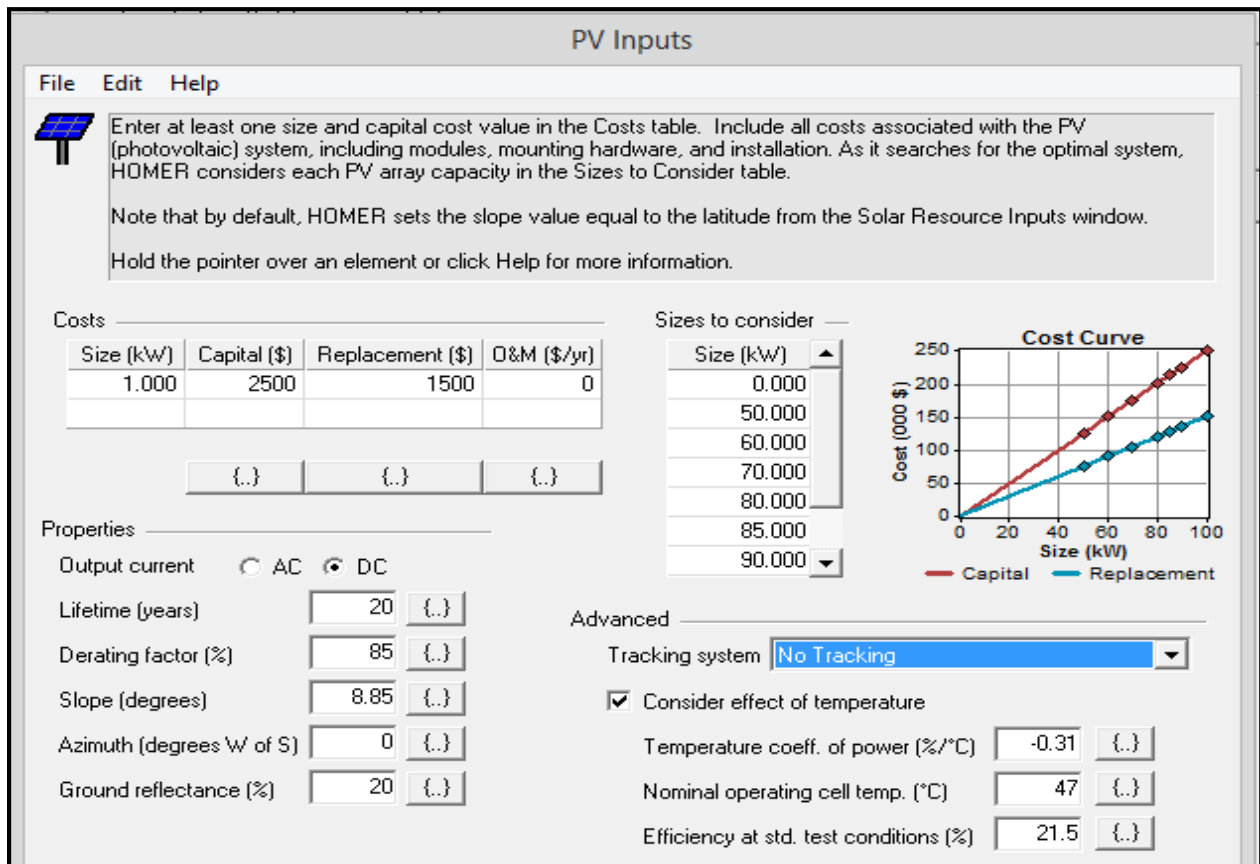 PV Inputs
File Edit Help
Enter at least one size and capital cost value in the Costs table. Include all costs associated with the PV
(photovoltaic) system, including modules, mounting hardware, and installation. As it searches for the optimal system,
HOMER considers each PV array capacity in the Sizes to Consider table.
Note that by default, HOMER sets the slope value equal to the latitude from the Solar Resource Inputs window.
Hold the pointer over an element or click Help for more information.
Costs
Size (kW) Capital ($) Replacement ($) O&M ($/yr)
1.000 2500 1500 0
{..} {..} {..}
Sizes to consider
Size (kW)
0.000
50.000
60.000
70.000
80.000
85.000
90.000
Cost Curve
Cost (000 $)
250
200
150
100
50
0
0 20 40 60 80 100
Size (kW)
Capital Replacement
Properties
Output current AC DC
Lifetime (years) 20 {..}
Derating factor (%) 85 {..}
Slope (degrees) 8.85 {..}
Azimuth (degrees W of S) 0 {..}
Ground reflectance (%) 20 {..}
Advanced
Tracking system No Tracking
Consider effect of temperature
Temperature coeff. of power (%/°C) -0.31 {..}
Nominal operating cell temp. (°C) 47 {..}
Efficiency at std. test conditions (%) 21.5 {..}